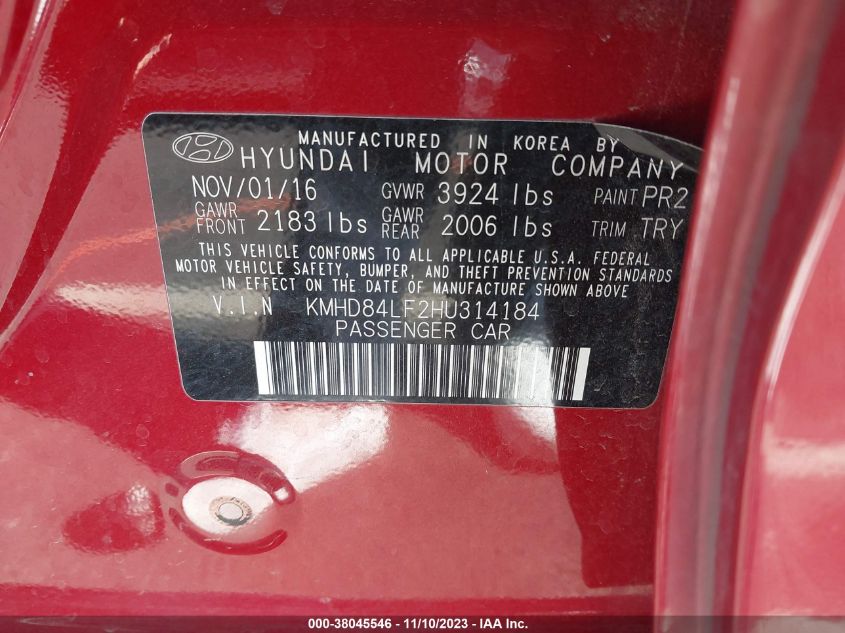 MANUFACTURED IN KOREA BY
HYUNDAI MOTOR COMPANY
NOV/01/16 GVWR 3924 lbs PAINT PR2
GAWR FRONT 2183 lbs GAWR REAR 2006 lbs TRIM TRY
THIS VEHICLE CONFORMS TO ALL APPLICABLE U.S.A. FEDERAL
MOTOR VEHICLE SAFETY, BUMPER, AND THEFT PREVENTION STANDARDS
IN EFFECT ON THE DATE OF MANUFACTURE SHOWN ABOVE
V.I.N KMHD84LF2HU314184
PASSENGER CAR
000-38045546 - 11/10/2023 - IAA Inc.